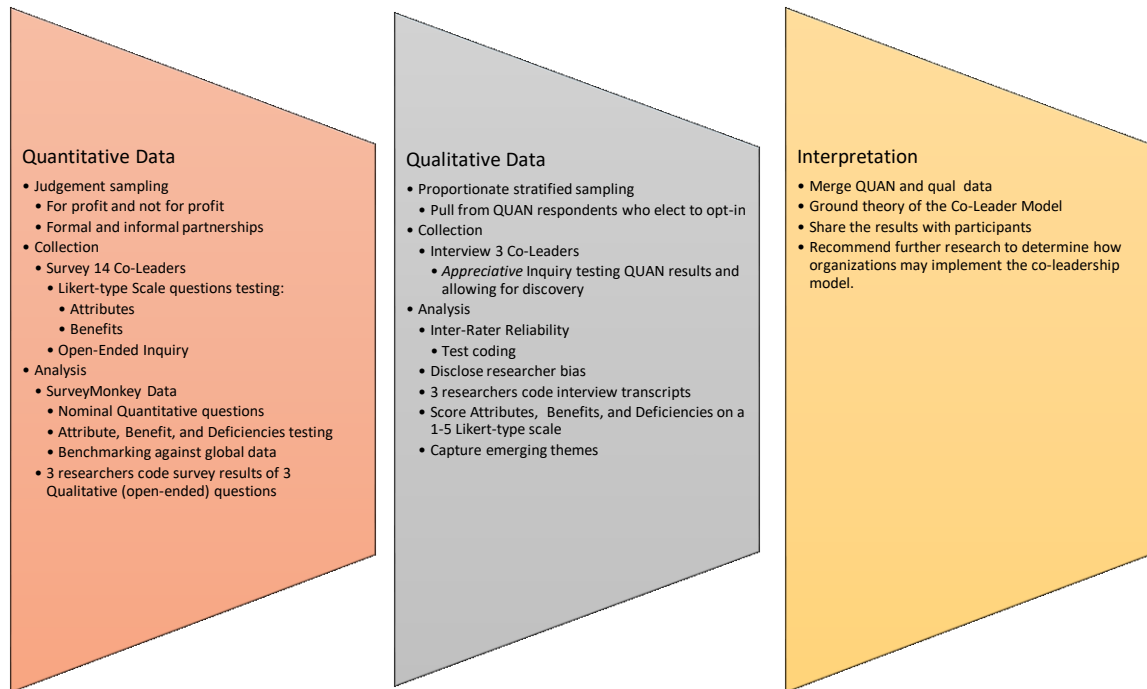 Quantitative Data
• Judgement sampling
• For profit and not for profit
• Formal and informal partnerships
• Collection
• Survey 14 Co-Leaders
• Likert-type Scale questions testing:
• Attributes
• Benefits
• Open-Ended Inquiry
• Analysis
• SurveyMonkey Data
• Nominal Quantitative questions
• Attribute, Benefit, and Deficiencies testing
• Benchmarking against global data
• 3 researchers code survey results of 3
Qualitative (open-ended) questions
Qualitative Data
• Proportionate stratified sampling
• Pull from QUAN respondents who elect to opt-in
• Collection
• Interview 3 Co-Leaders
• Appreciative Inquiry testing QUAN results and
allowing for discovery
• Analysis
• Inter-Rater Reliability
• Test coding
• Disclose researcher bias
• 3 researchers code interview transcripts
• Score Attributes, Benefits, and Deficiencies on a
1-5 Likert-type scale
• Capture emerging themes
Interpretation
• Merge QUAN and qual data
• Ground theory of the Co-Leader Model
• Share the results with participants
• Recommend further research to determine how
organizations may implement the co-leadership
model.